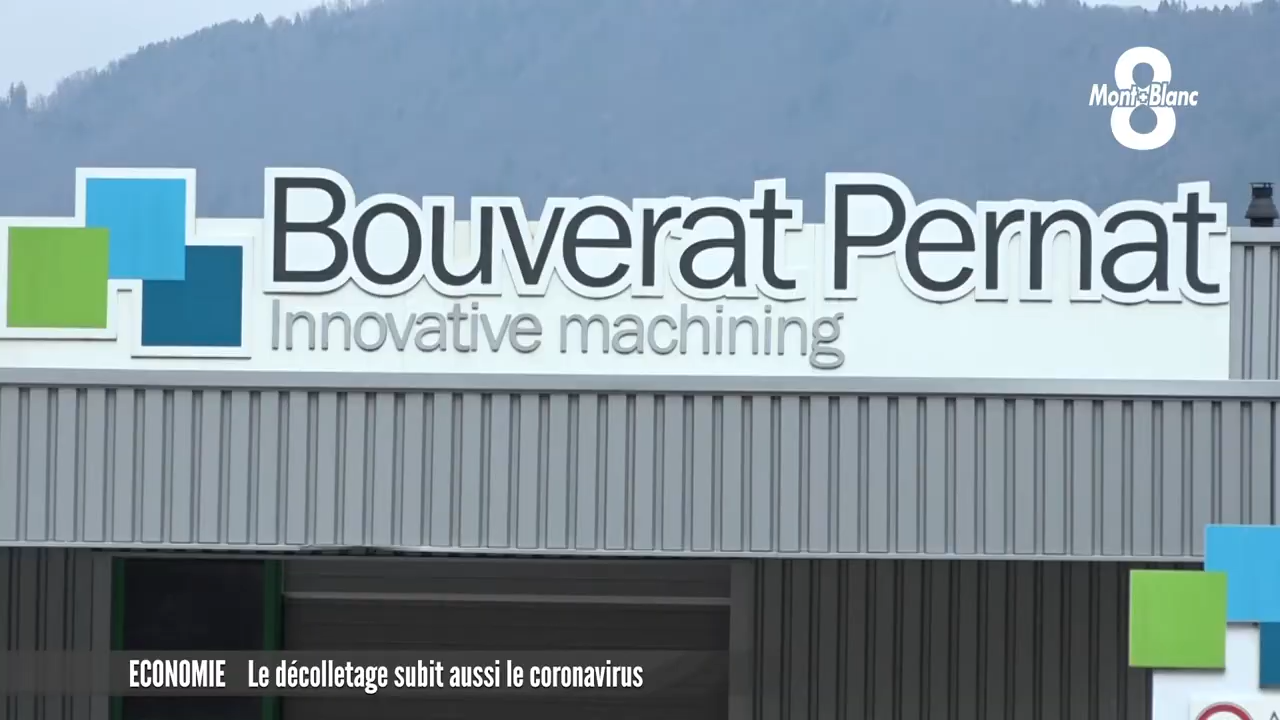 8
Mont Blanc
Bouverat Pernat
Innovative machining
ECONOMIE Le décolletage subit aussi le coronavirus